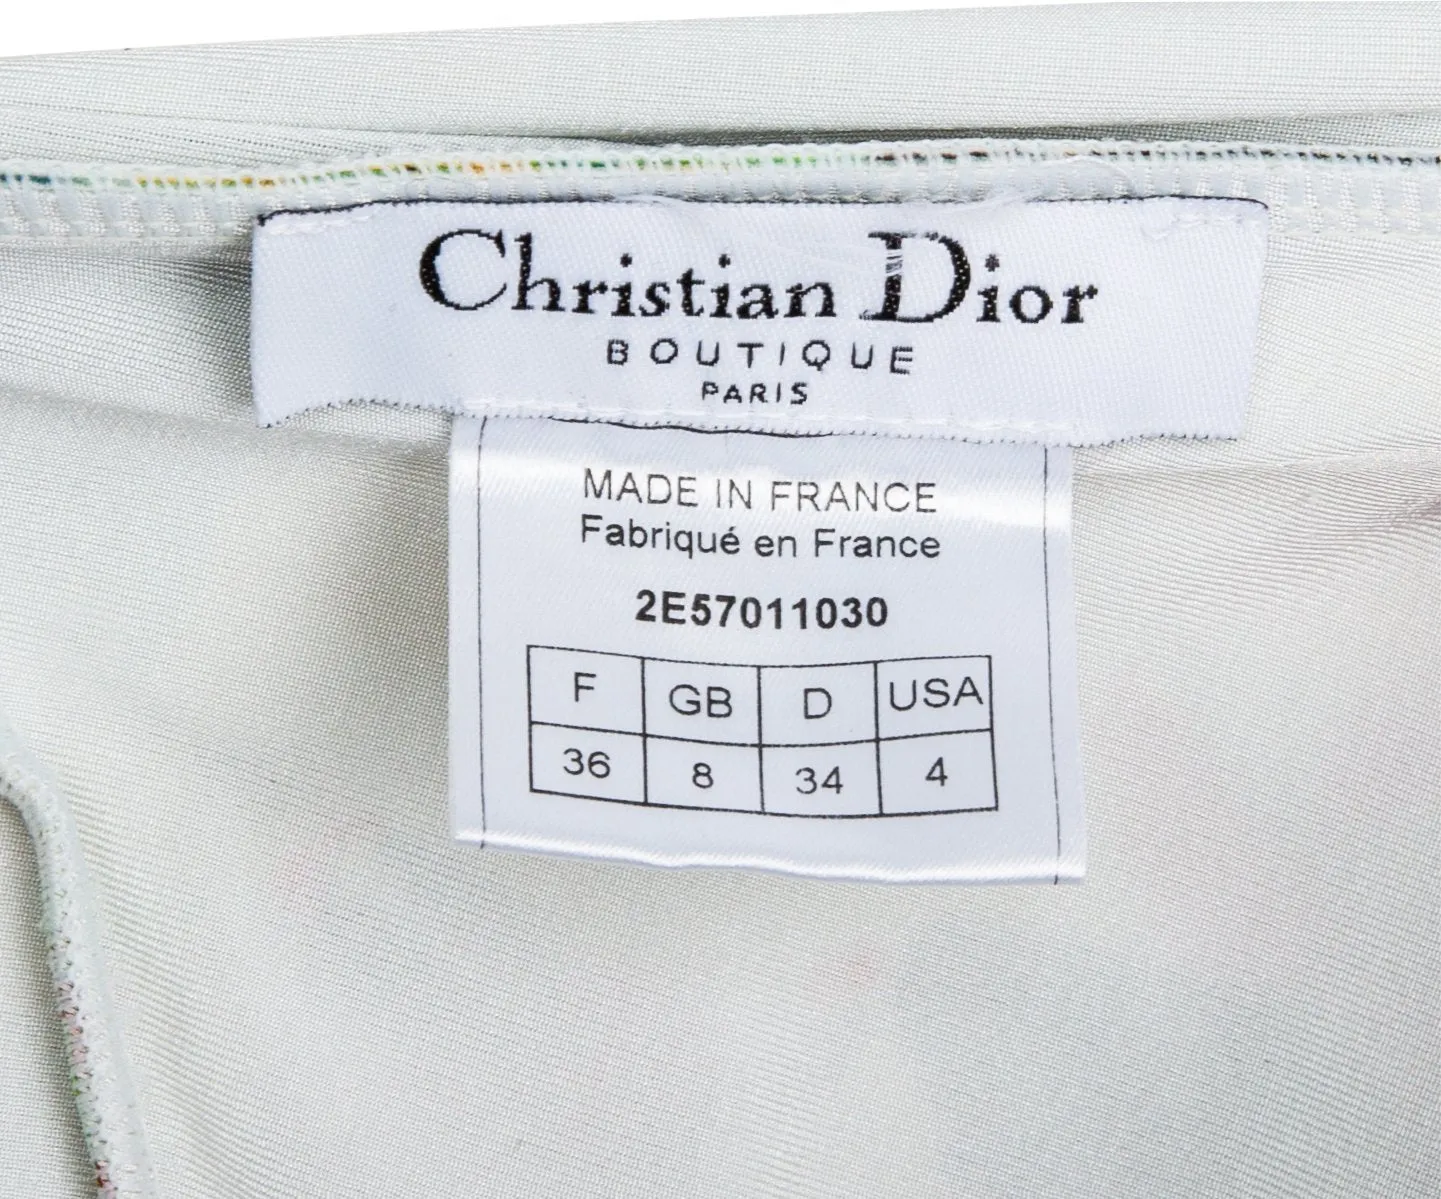 Christian Dior
BOUTIQUE
PARIS
MADE IN FRANCE
Fabriqué en France
2E57011030
F GB D USA
36 8 34 4